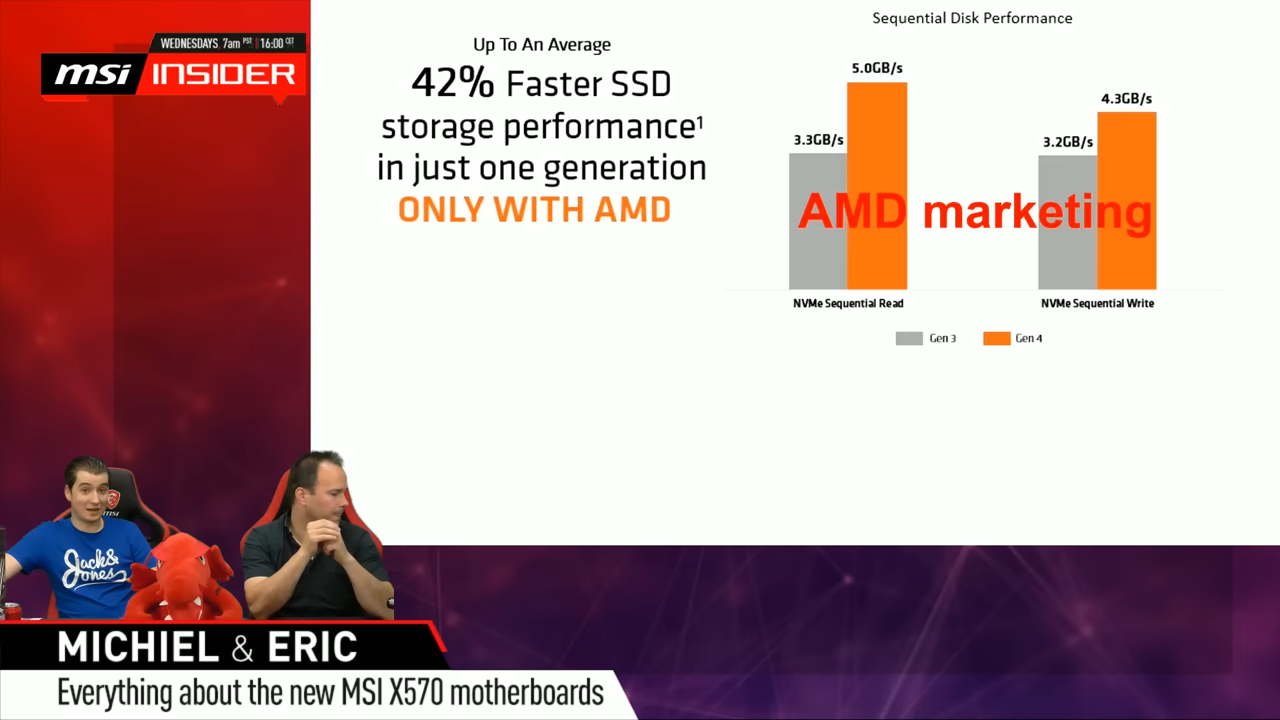 WEDNESDAYS 7am PST 16:00 CET
msi INSIDER
Up To An Average
42% Faster SSD
storage performance¹
in just one generation
ONLY WITH AMD
Sequential Disk Performance
5.0GB/s
3.3GB/s
4.3GB/s
3.2GB/s
AMD marketing
NVMe Sequential Read
NVMe Sequential Write
Gen 3
Gen 4
msi
Jack&
Jones
MICHIEL & ERIC
Everything about the new MSI X570 motherboards